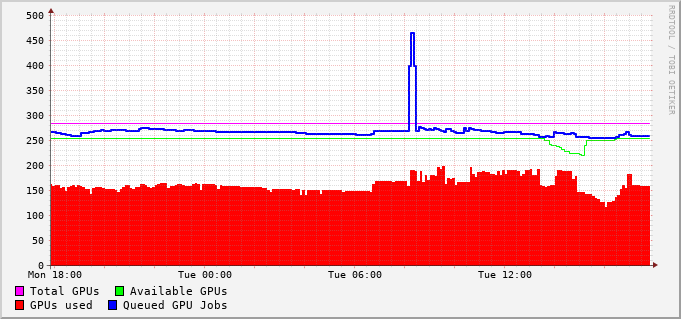 500
450
400
350
300
250
200
150
100
50
0
Mon 18:00 Tue 00:00 Tue 06:00 Tue 12:00
Total GPUs Available GPUs
GPUs used Queued GPU Jobs
RRDTOOL / TOBI OETIKER